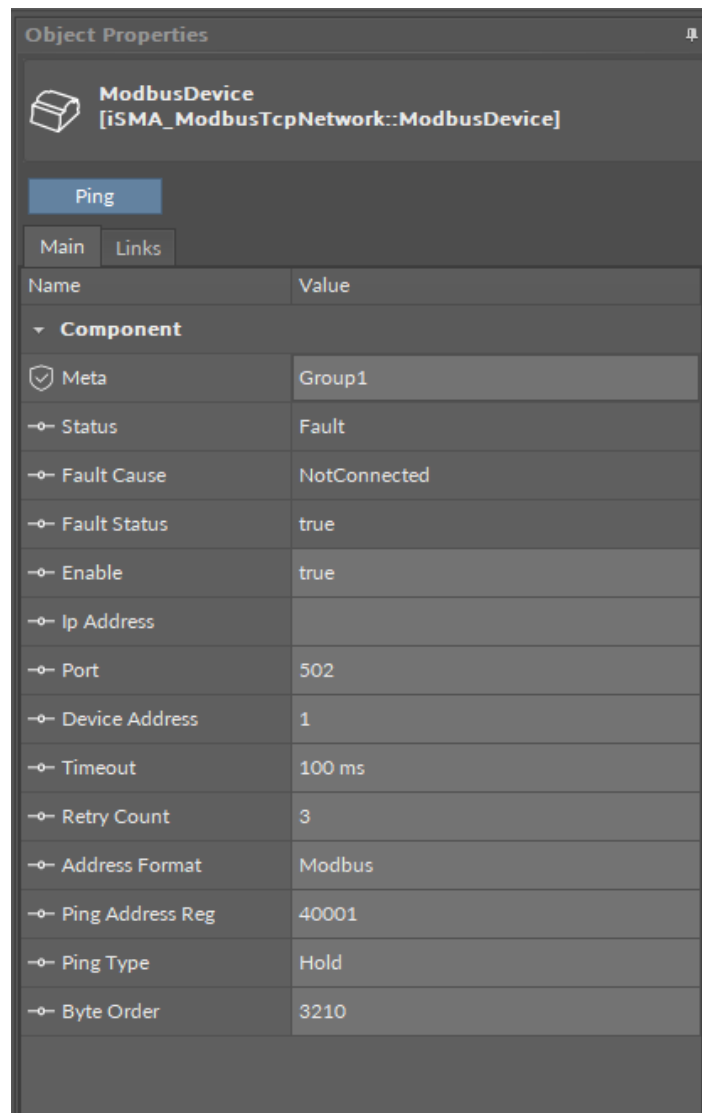 Object Properties
ModbusDevice
[iSMA_ModbusTcpNetwork::ModbusDevice]
Ping
Main Links
Name Value
Component
Meta Group1
Status Fault
Fault Cause NotConnected
Fault Status true
Enable true
Ip Address
Port 502
Device Address 1
Timeout 100 ms
Retry Count 3
Address Format Modbus
Ping Address Reg 40001
Ping Type Hold
Byte Order 3210